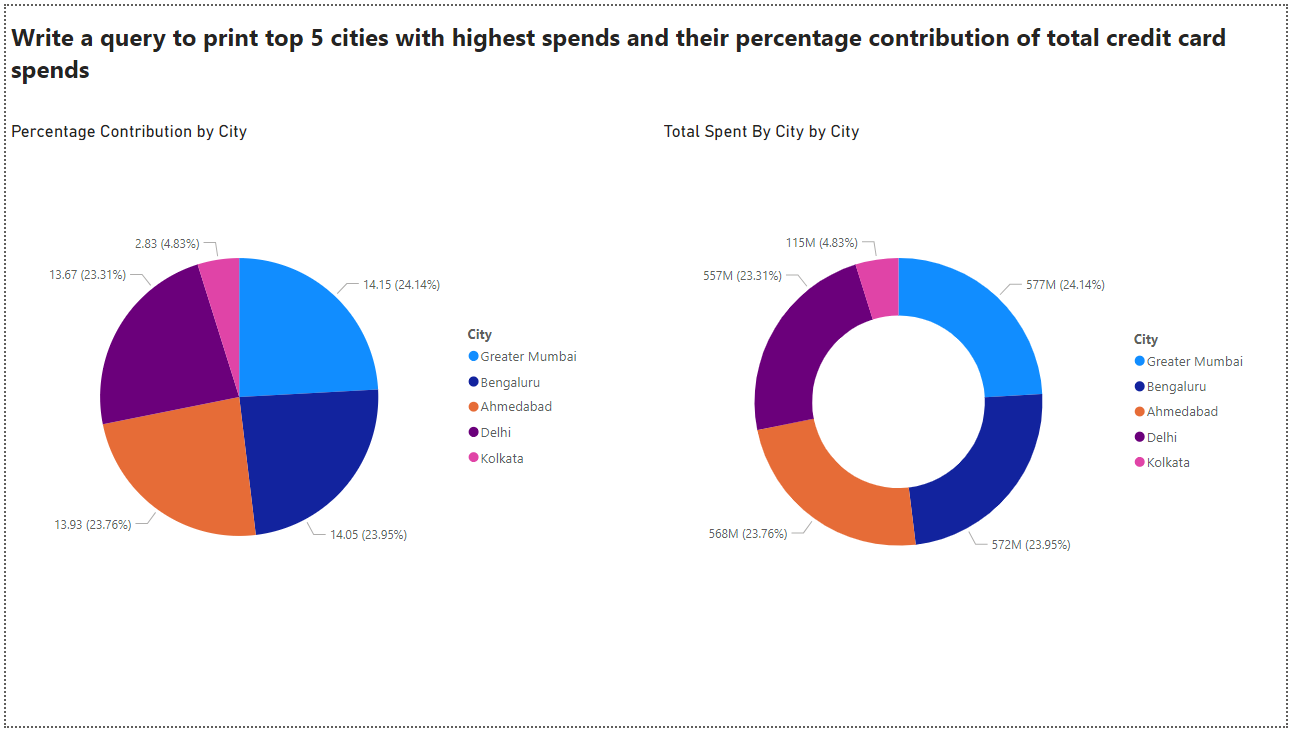 Write a query to print top 5 cities with highest spends and their percentage contribution of total credit card
spends
Percentage Contribution by City
2.83 (4.83%)
13.67 (23.31%)
14.15 (24.14%)
13.93 (23.76%)
14.05 (23.95%)
City
Greater Mumbai
Bengaluru
Ahmedabad
Delhi
Kolkata
Total Spent By City by City
115M (4.83%)
557M (23.31%)
577M (24.14%)
568M (23.76%)
572M (23.95%)
City
Greater Mumbai
Bengaluru
Ahmedabad
Delhi
Kolkata